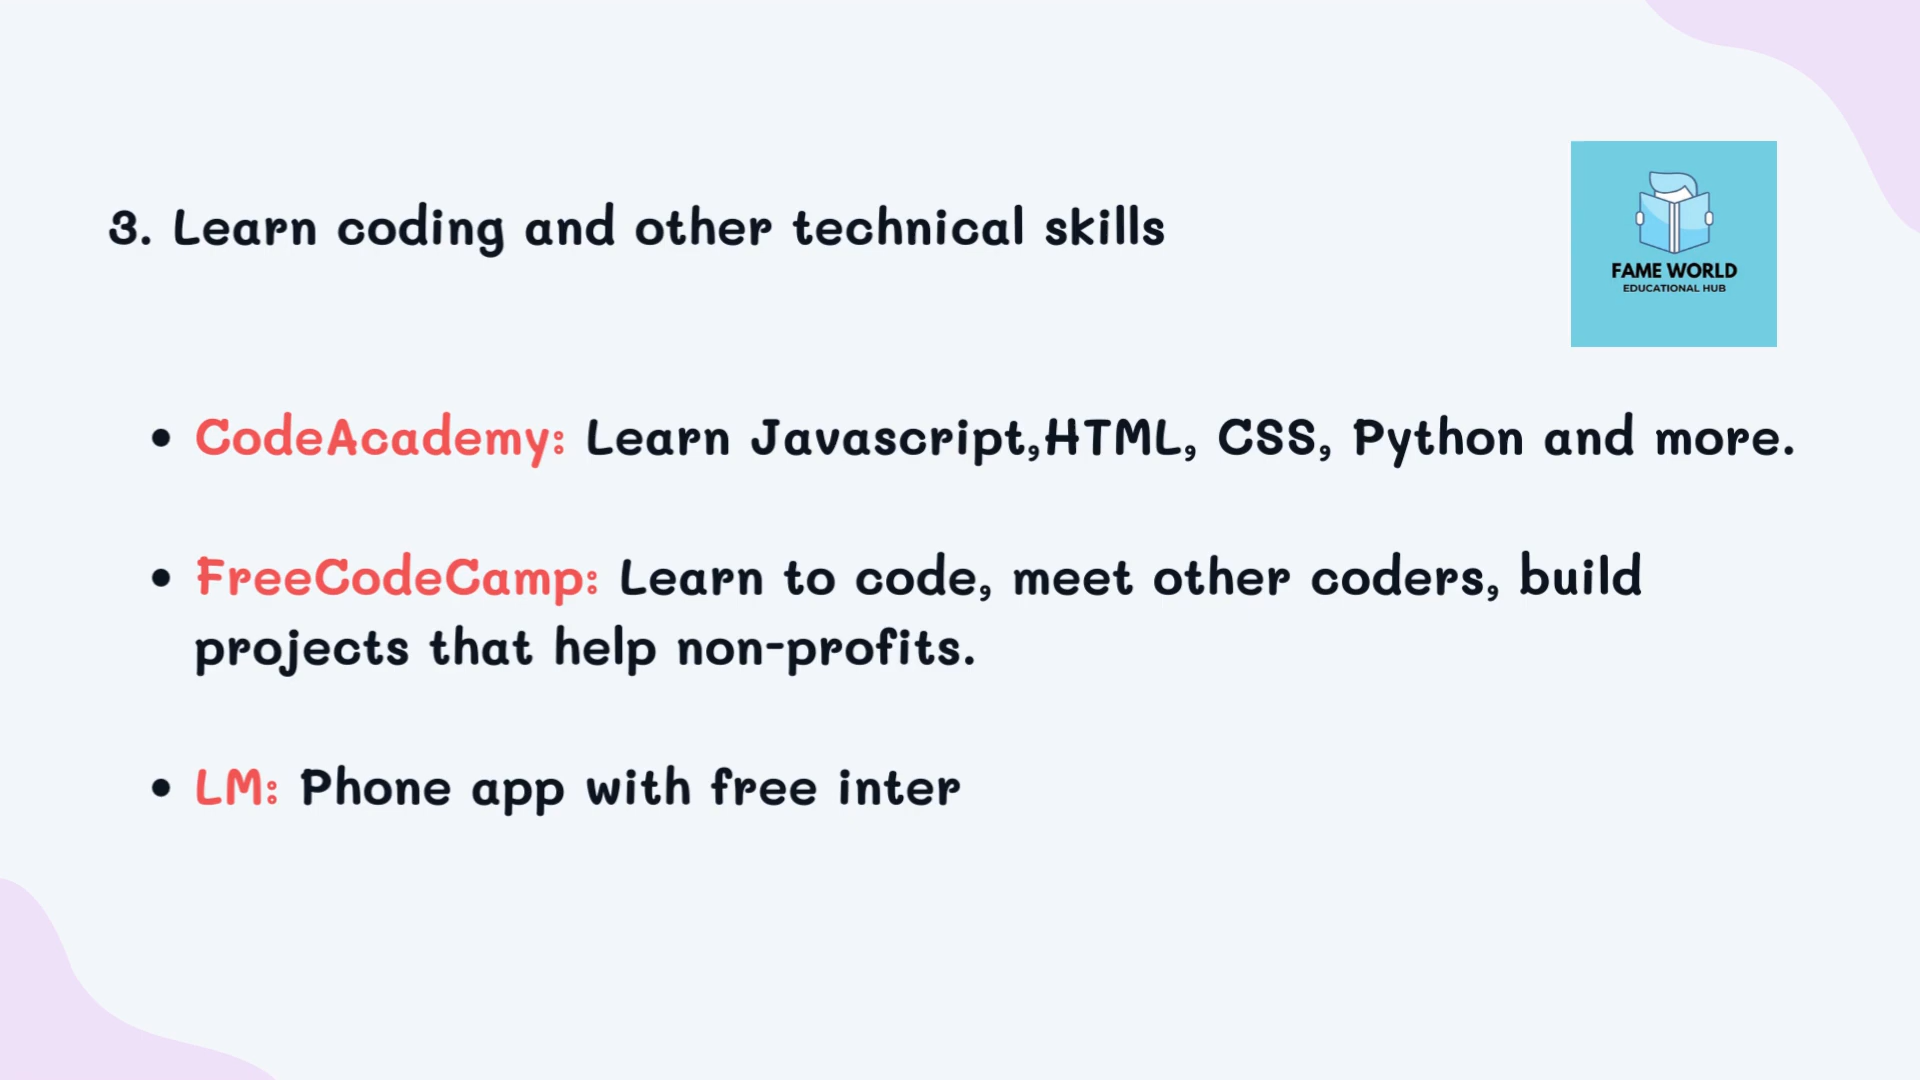 3. Learn coding and other technical skills
FAME WORLD
EDUCATIONAL HUB
• CodeAcademy: Learn Javascript,HTML, CSS, Python and more.
• FreeCodeCamp: Learn to code, meet other coders, build
projects that help non-profits.
• LM: Phone app with free inter